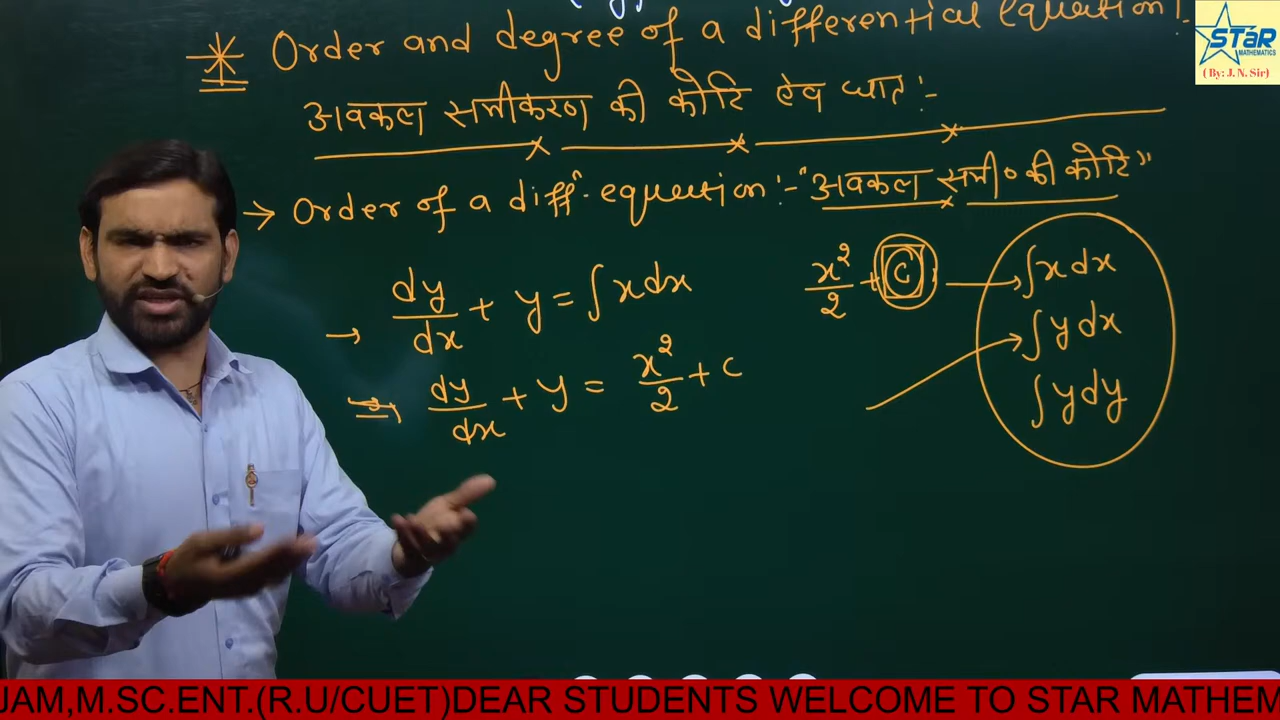 Order and degree of a differential equation :-
अवकल समीकरण की कोटि एवं घात :-
STaR
MATHEMATICS
( By: J. N. Sir)
→ Order of a diffⁿ. equation :- "अवकल समी० की कोटि"
→ dy/dx + y = ∫x dx
x²/2 + C → ∫x dx
∫y dx
∫y dy
⇒ dy/dx + y = x²/2 + c
JAM,M.SC.ENT.(R.U/CUET)DEAR STUDENTS WELCOME TO STAR MATHEM